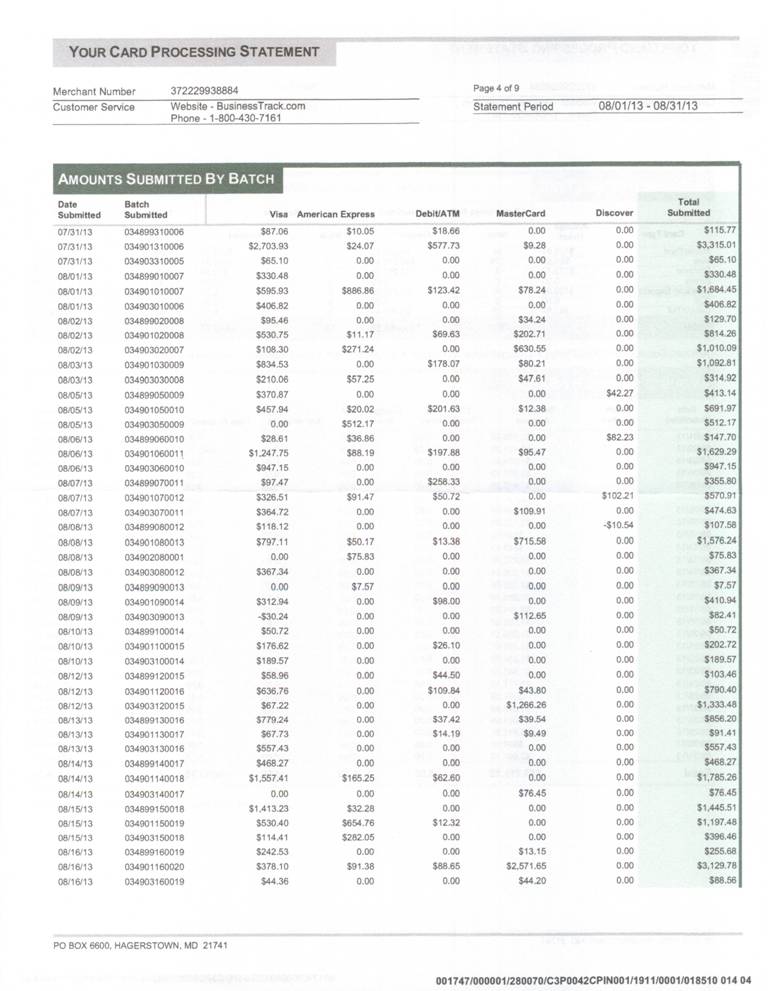 YOUR CARD PROCESSING STATEMENT
Merchant Number 372229938884 Page 4 of 9
Customer Service Website - BusinessTrack.com Statement Period 08/01/13 - 08/31/13
Phone - 1-800-430-7161
AMOUNTS SUBMITTED BY BATCH
Date Batch Total
Submitted Submitted Visa American Express Debit/ATM MasterCard Discover Submitted
07/31/13 034899310006 $87.06 $10.05 $18.66 0.00 0.00 $115.77
07/31/13 034901310006 $2,703.93 $24.07 $577.73 $9.28 0.00 $3,315.01
07/31/13 034903310005 $65.10 0.00 0.00 0.00 0.00 $65.10
08/01/13 034899010007 $330.48 0.00 0.00 0.00 0.00 $330.48
08/01/13 034901010007 $595.93 $886.86 $123.42 $78.24 0.00 $1,684.45
08/01/13 034903010006 $406.82 0.00 0.00 0.00 0.00 $406.82
08/02/13 034899020008 $95.46 0.00 0.00 $34.24 0.00 $129.70
08/02/13 034901020008 $530.75 $11.17 $69.63 $202.71 0.00 $814.26
08/02/13 034903020007 $108.30 $271.24 0.00 $630.55 0.00 $1,010.09
08/03/13 034901030009 $834.53 0.00 $178.07 $80.21 0.00 $1,092.81
08/03/13 034903030008 $210.06 $57.25 0.00 $47.61 0.00 $314.92
08/05/13 034899050009 $370.87 0.00 0.00 0.00 $42.27 $413.14
08/05/13 034901050010 $457.94 $20.02 $201.63 $12.38 0.00 $691.97
08/05/13 034903050009 0.00 $512.17 0.00 0.00 0.00 $512.17
08/06/13 034899060010 $28.61 $36.86 0.00 0.00 $82.23 $147.70
08/06/13 034901060011 $1,247.75 $88.19 $197.88 $95.47 0.00 $1,629.29
08/06/13 034903060010 $947.15 0.00 0.00 0.00 0.00 $947.15
08/07/13 034899070011 $97.47 0.00 $258.33 0.00 0.00 $355.80
08/07/13 034901070012 $326.51 $91.47 $50.72 0.00 $102.21 $570.91
08/07/13 034903070011 $364.72 0.00 0.00 $109.91 0.00 $474.63
08/08/13 034899080012 $118.12 0.00 0.00 0.00 -$10.54 $107.58
08/08/13 034901080013 $797.11 $50.17 $13.38 $715.58 0.00 $1,576.24
08/08/13 034902080001 0.00 $75.83 0.00 0.00 0.00 $75.83
08/08/13 034903080012 $367.34 0.00 0.00 0.00 0.00 $367.34
08/09/13 034899090013 0.00 $7.57 0.00 0.00 0.00 $7.57
08/09/13 034901090014 $312.94 0.00 $98.00 0.00 0.00 $410.94
08/09/13 034903090013 -$30.24 0.00 0.00 $112.65 0.00 $82.41
08/10/13 034899100014 $50.72 0.00 0.00 0.00 0.00 $50.72
08/10/13 034901100015 $176.62 0.00 $26.10 0.00 0.00 $202.72
08/10/13 034903100014 $189.57 0.00 0.00 0.00 0.00 $189.57
08/12/13 034899120015 $58.96 0.00 $44.50 0.00 0.00 $103.46
08/12/13 034901120016 $636.76 0.00 $109.84 $43.80 0.00 $790.40
08/12/13 034903120015 $67.22 0.00 0.00 $1,266.26 0.00 $1,333.48
08/13/13 034899130016 $779.24 0.00 $37.42 $39.54 0.00 $856.20
08/13/13 034901130017 $67.73 0.00 $14.19 $9.49 0.00 $91.41
08/13/13 034903130016 $557.43 0.00 0.00 0.00 0.00 $557.43
08/14/13 034899140017 $468.27 0.00 0.00 0.00 0.00 $468.27
08/14/13 034901140018 $1,557.41 $165.25 $62.60 0.00 0.00 $1,785.26
08/14/13 034903140017 0.00 0.00 0.00 $76.45 0.00 $76.45
08/15/13 034899150018 $1,413.23 $32.28 0.00 0.00 0.00 $1,445.51
08/15/13 034901150019 $530.40 $654.76 $12.32 0.00 0.00 $1,197.48
08/15/13 034903150018 $114.41 $282.05 0.00 0.00 0.00 $396.46
08/16/13 034899160019 $242.53 0.00 0.00 $13.15 0.00 $255.68
08/16/13 034901160020 $378.10 $91.38 $88.65 $2,571.65 0.00 $3,129.78
08/16/13 034903160019 $44.36 0.00 0.00 $44.20 0.00 $88.56
PO BOX 6600, HAGERSTOWN, MD 21741
001747/000001/280070/C3P0042CPIN001/1911/0001/018510 014 04